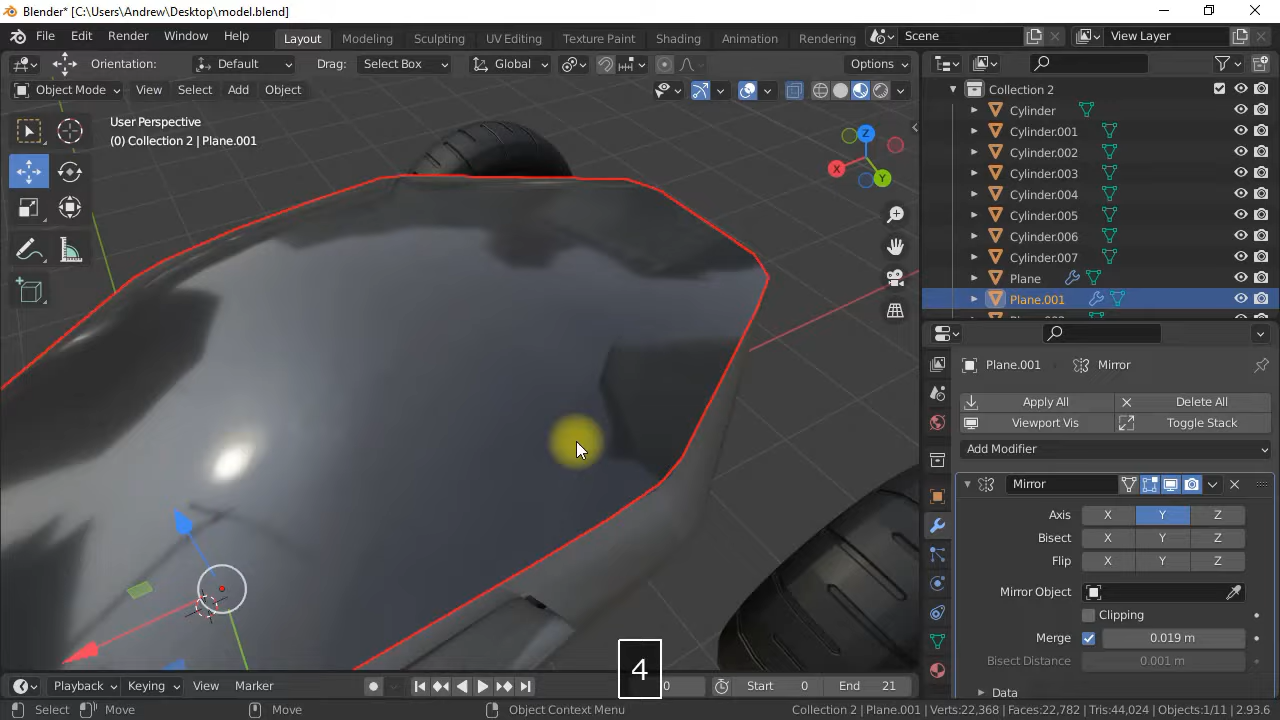 Blender* [C:\Users\Andrew\Desktop\model.blend]
File Edit Render Window Help Layout Modeling Sculpting UV Editing Texture Paint Shading Animation Rendering Scene View Layer
Orientation: Default Drag: Select Box Global Options
Object Mode View Select Add Object
User Perspective
(0) Collection 2 | Plane.001
Z
X
Y
Collection 2
Cylinder
Cylinder.001
Cylinder.002
Cylinder.003
Cylinder.004
Cylinder.005
Cylinder.006
Cylinder.007
Plane
Plane.001
Plane.001 Mirror
Apply All Delete All
Viewport Vis Toggle Stack
Add Modifier
Mirror
Axis X Y Z
Bisect X Y Z
Flip X Y Z
Mirror Object
Clipping
Merge 0.019 m
Bisect Distance 0.001 m
Data
4
Playback Keying View Marker 0 Start 0 End 21
Select Move Move Object Context Menu Collection 2 | Plane.001 | Verts:22,368 | Faces:22,782 | Tris:44,024 | Objects:1/11 | 2.93.6